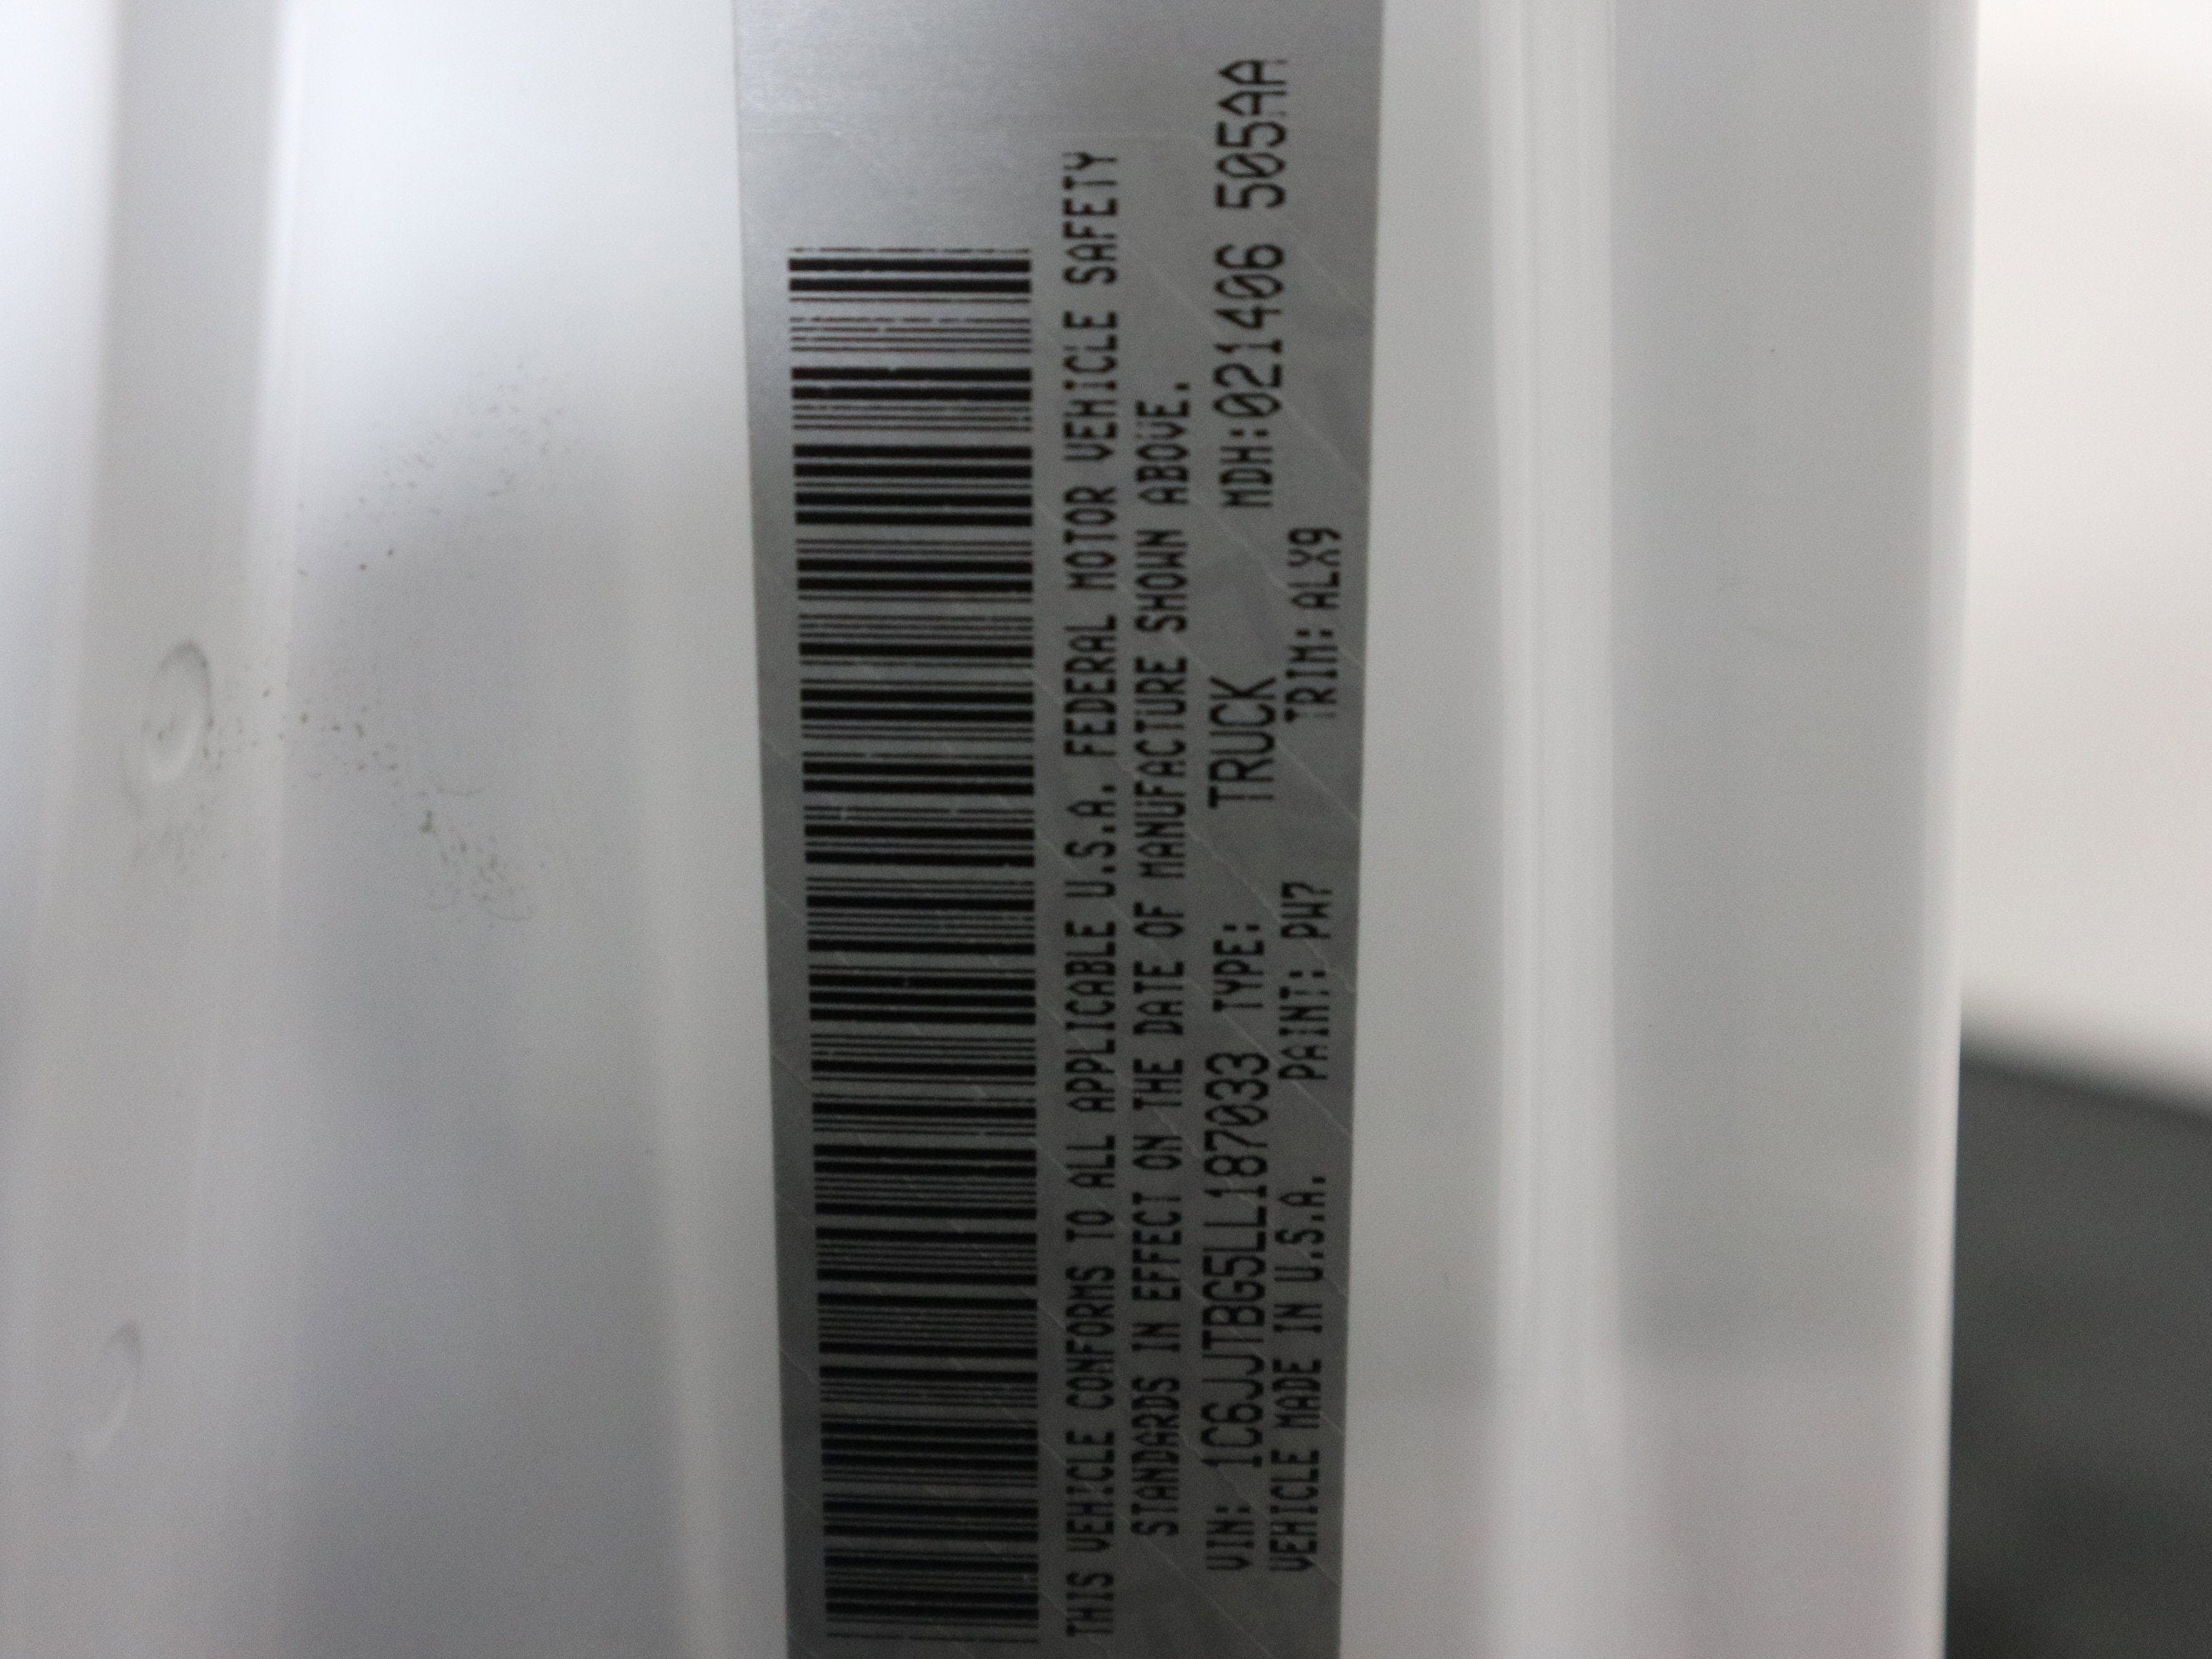 THIS VEHICLE CONFORMS TO ALL APPLICABLE U.S.A. FEDERAL MOTOR VEHICLE SAFETY
STANDARDS IN EFFECT ON THE DATE OF MANUFACTURE SHOWN ABOVE.
VIN: 1C6JJTBG5LL187033 TYPE: TRUCK MDH:021406 505AA
VEHICLE MADE IN U.S.A. PAINT: PW7 TRIM: ALX9